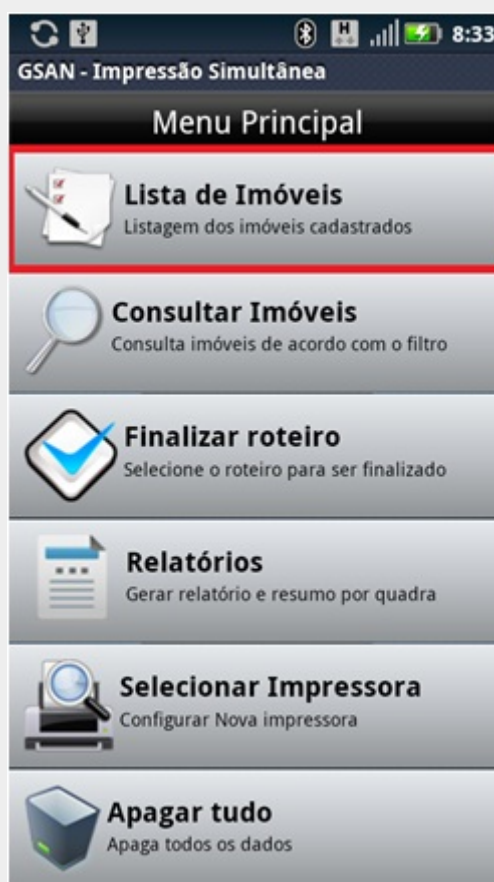 H
8:33
GSAN - Impressão Simultânea
Menu Principal
Lista de Imóveis
Listagem dos imóveis cadastrados
Consultar Imóveis
Consulta imóveis de acordo com o filtro
Finalizar roteiro
Selecione o roteiro para ser finalizado
Relatórios
Gerar relatório e resumo por quadra
Selecionar Impressora
Configurar Nova impressora
Apagar tudo
Apaga todos os dados